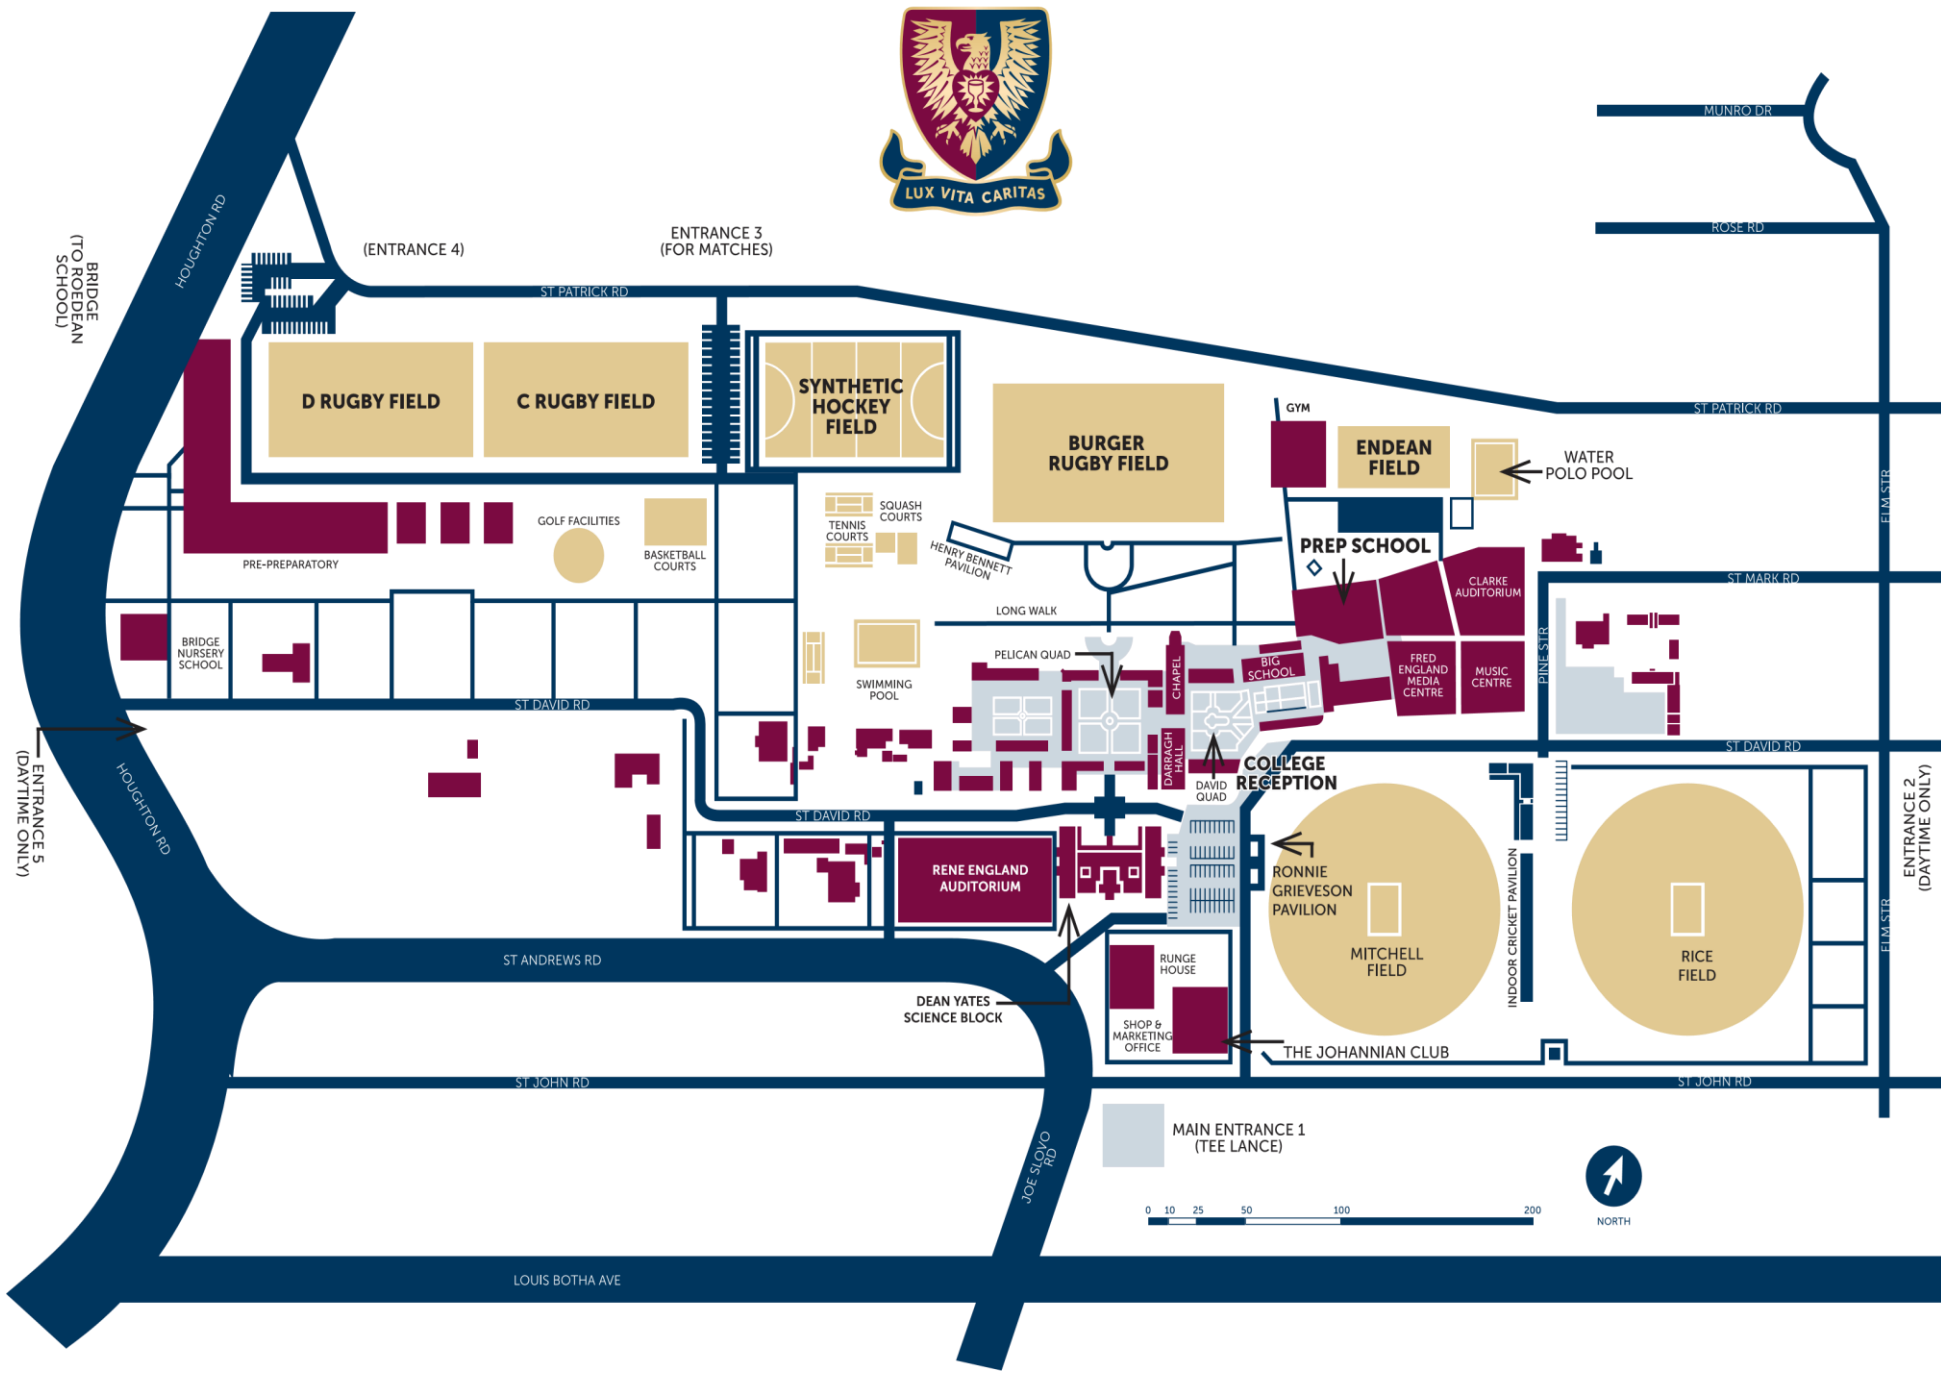 LUX VITA CARITAS
MUNRO DR
ROSE RD
HOUGHTON RD
BRIDGE
(TO ROEDEAN
SCHOOL)
(ENTRANCE 4)
ENTRANCE 3
(FOR MATCHES)
ST PATRICK RD
ST PATRICK RD
D RUGBY FIELD
C RUGBY FIELD
SYNTHETIC
HOCKEY
FIELD
BURGER
RUGBY FIELD
GYM
ENDEAN
FIELD
WATER
POLO POOL
ELM STR
PRE-PREPARATORY
GOLF FACILITIES
BASKETBALL
COURTS
SQUASH
COURTS
TENNIS
COURTS
HENRY BENNETT
PAVILION
PREP SCHOOL
CLARKE
AUDITORIUM
ST MARK RD
LONG WALK
BRIDGE
NURSERY
SCHOOL
SWIMMING
POOL
PELICAN QUAD
CHAPEL
BIG
SCHOOL
FRED
ENGLAND
MEDIA
CENTRE
MUSIC
CENTRE
PINE STR
ST DAVID RD
ST DAVID RD
DARRAGH
HALL
DAVID
QUAD
COLLEGE
RECEPTION
ENTRANCE 5
(DAYTIME ONLY)
HOUGHTON RD
ST DAVID RD
ENTRANCE 2
(DAYTIME ONLY)
RENE ENGLAND
AUDITORIUM
RONNIE
GRIEVESON
PAVILION
MITCHELL
FIELD
INDOOR CRICKET PAVILION
RICE
FIELD
ELM STR
ST ANDREWS RD
RUNGE
HOUSE
DEAN YATES
SCIENCE BLOCK
SHOP &
MARKETING
OFFICE
THE JOHANNIAN CLUB
ST JOHN RD
ST JOHN RD
MAIN ENTRANCE 1
(TEE LANCE)
JOE SLOVO
RD
0 10 25 50 100 200
NORTH
LOUIS BOTHA AVE